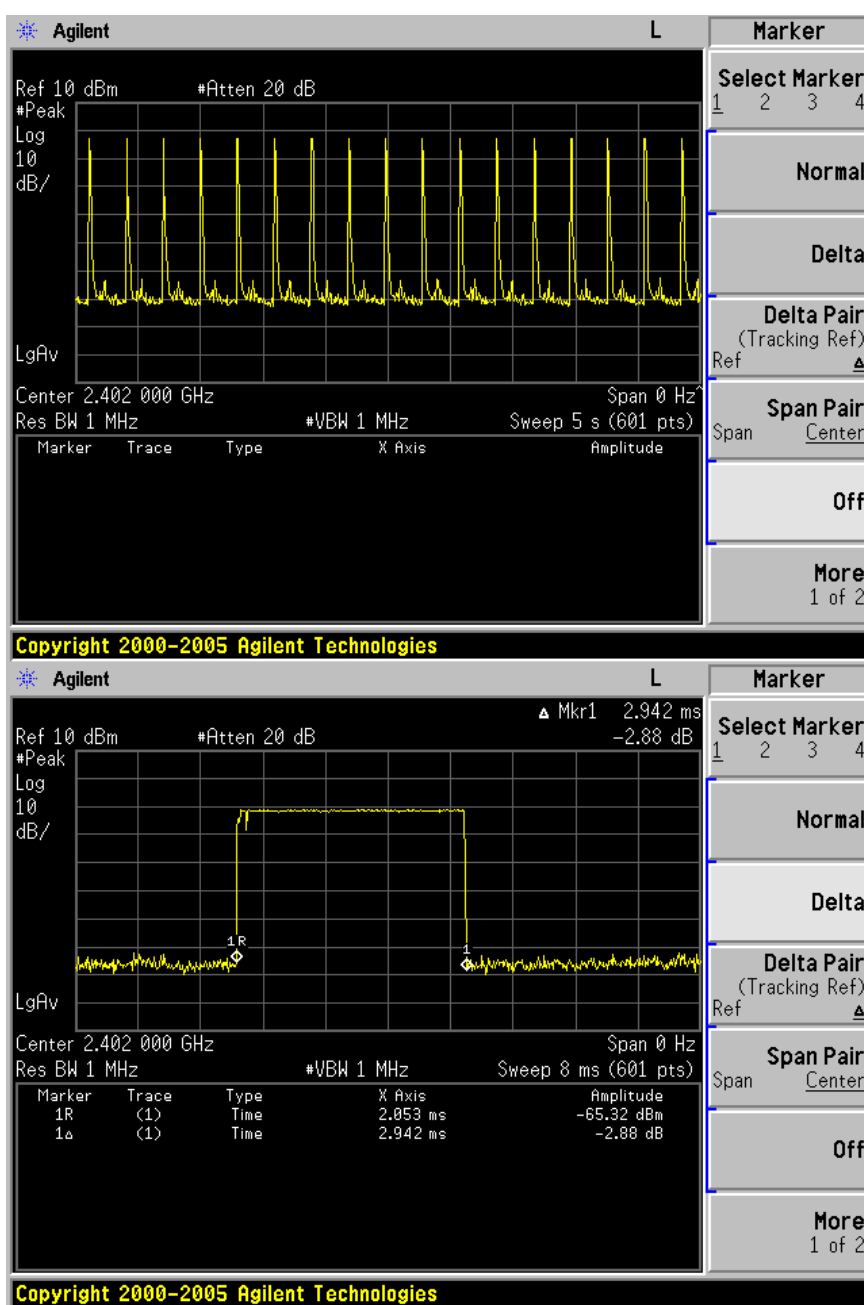 Agilent L Marker
Ref 10 dBm #Atten 20 dB
#Peak
Log
10
dB/
LgAv
Center 2.402 000 GHz Span 0 Hz^
Res BW 1 MHz #VBW 1 MHz Sweep 5 s (601 pts)
Marker Trace Type X Axis Amplitude
Select Marker
1 2 3 4
Normal
Delta
Delta Pair
(Tracking Ref)
Ref Δ
Span Pair
Span Center
Off
More
1 of 2
Copyright 2000-2005 Agilent Technologies
Agilent L Marker
Δ Mkr1 2.942 ms
Ref 10 dBm #Atten 20 dB -2.88 dB
#Peak
Log
10
dB/
1R
1
LgAv
Center 2.402 000 GHz Span 0 Hz
Res BW 1 MHz #VBW 1 MHz Sweep 8 ms (601 pts)
Marker Trace Type X Axis Amplitude
1R (1) Time 2.053 ms -65.32 dBm
1Δ (1) Time 2.942 ms -2.88 dB
Select Marker
1 2 3 4
Normal
Delta
Delta Pair
(Tracking Ref)
Ref Δ
Span Pair
Span Center
Off
More
1 of 2
Copyright 2000-2005 Agilent Technologies